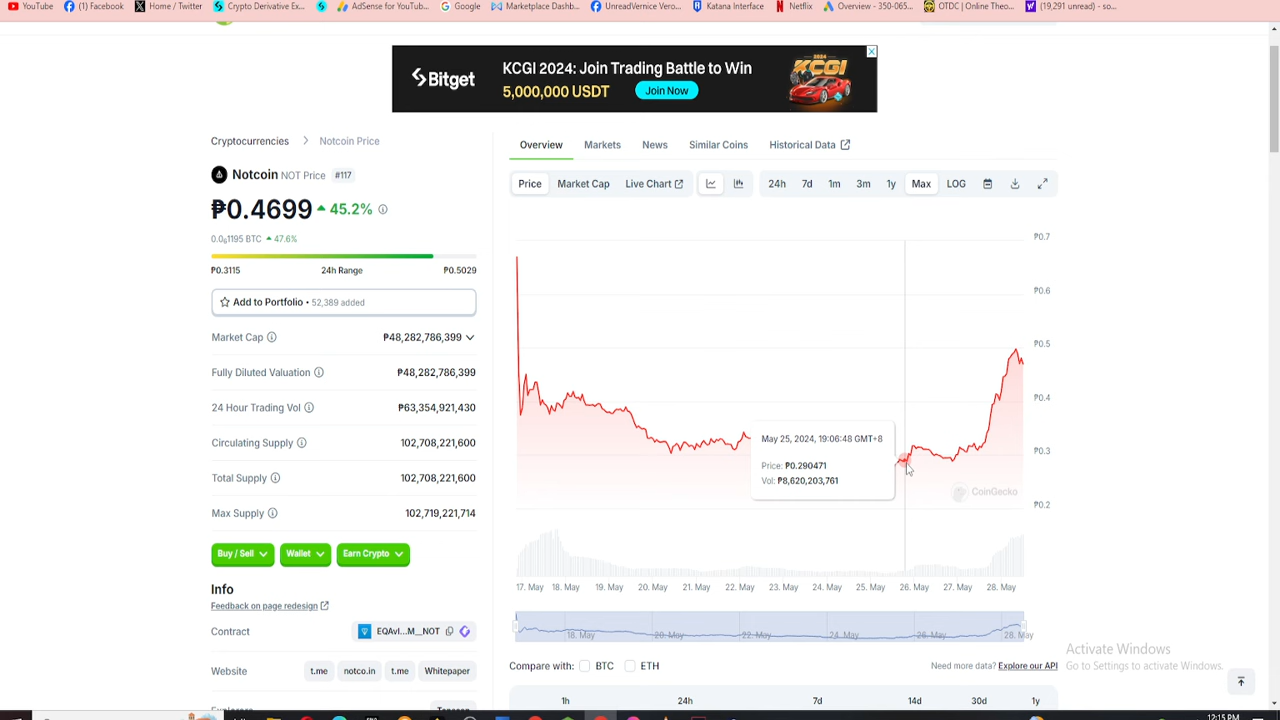 YouTube (1) Facebook Home / Twitter Crypto Derivative Ex... AdSense for YouTub... Google Marketplace Dashb... UnreadVernice Vero... Katana Interface Netflix Overview - 350-065... OTDC | Online Theo... (19,291 unread) - so...
Bitget
KCGI 2024: Join Trading Battle to Win
5,000,000 USDT Join Now
KCGI
Cryptocurrencies > Notcoin Price
Overview Markets News Similar Coins Historical Data
Notcoin NOT Price #117
Price Market Cap Live Chart 24h 7d 1m 3m 1y Max LOG
₱0.4699 45.2%
0.0₆1195 BTC 47.6%
₱0.3115 24h Range ₱0.5029
Add to Portfolio • 52,389 added
Market Cap ₱48,282,786,399
Fully Diluted Valuation ₱48,282,786,399
24 Hour Trading Vol ₱63,354,921,430
Circulating Supply 102,708,221,600
Total Supply 102,708,221,600
Max Supply 102,719,221,714
Buy / Sell Wallet Earn Crypto
Info
Feedback on page redesign
Contract EQAvl...M__NOT
Website t.me notco.in t.me Whitepaper
₱0.7
₱0.6
₱0.5
₱0.4
₱0.3
₱0.2
May 25, 2024, 19:06:48 GMT+8
Price: ₱0.290471
Vol: ₱8,620,203,761
CoinGecko
17. May 18. May 19. May 20. May 21. May 22. May 23. May 24. May 25. May 26. May 27. May 28. May
18. May 20. May 22. May 24. May 26. May 28. May
Compare with: BTC ETH Need more data? Explore our API
1h 24h 7d 14d 30d 1y
Activate Windows
Go to Settings to activate Windows.
12:15 PM